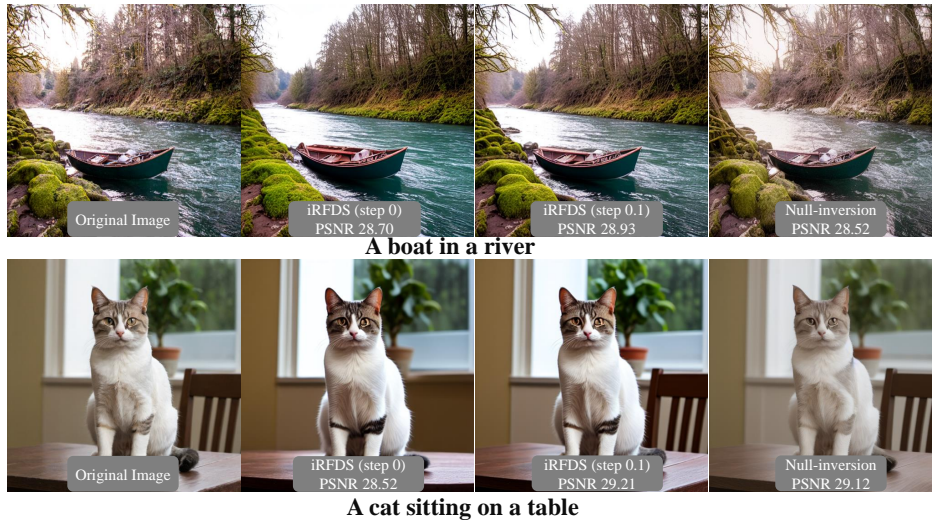 Original Image
iRFDS (step 0)
PSNR 28.70
iRFDS (step 0.1)
PSNR 28.93
Null-inversion
PSNR 28.52
A boat in a river
Original Image
iRFDS (step 0)
PSNR 28.52
iRFDS (step 0.1)
PSNR 29.21
Null-inversion
PSNR 29.12
A cat sitting on a table